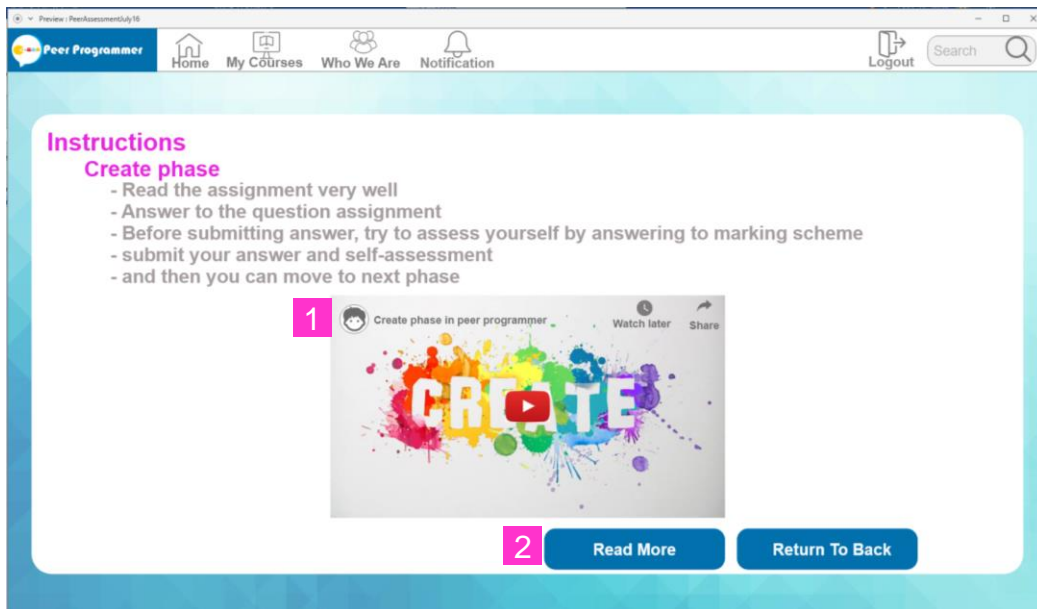 Preview : PeerAssessmentJuly16
Peer Programmer
Home My Courses Who We Are Notification Logout Search
Instructions
Create phase
- Read the assignment very well
- Answer to the question assignment
- Before submitting answer, try to assess yourself by answering to marking scheme
- submit your answer and self-assessment
- and then you can move to next phase
1
Create phase in peer programmer Watch later Share
CREATE
2 Read More Return To Back